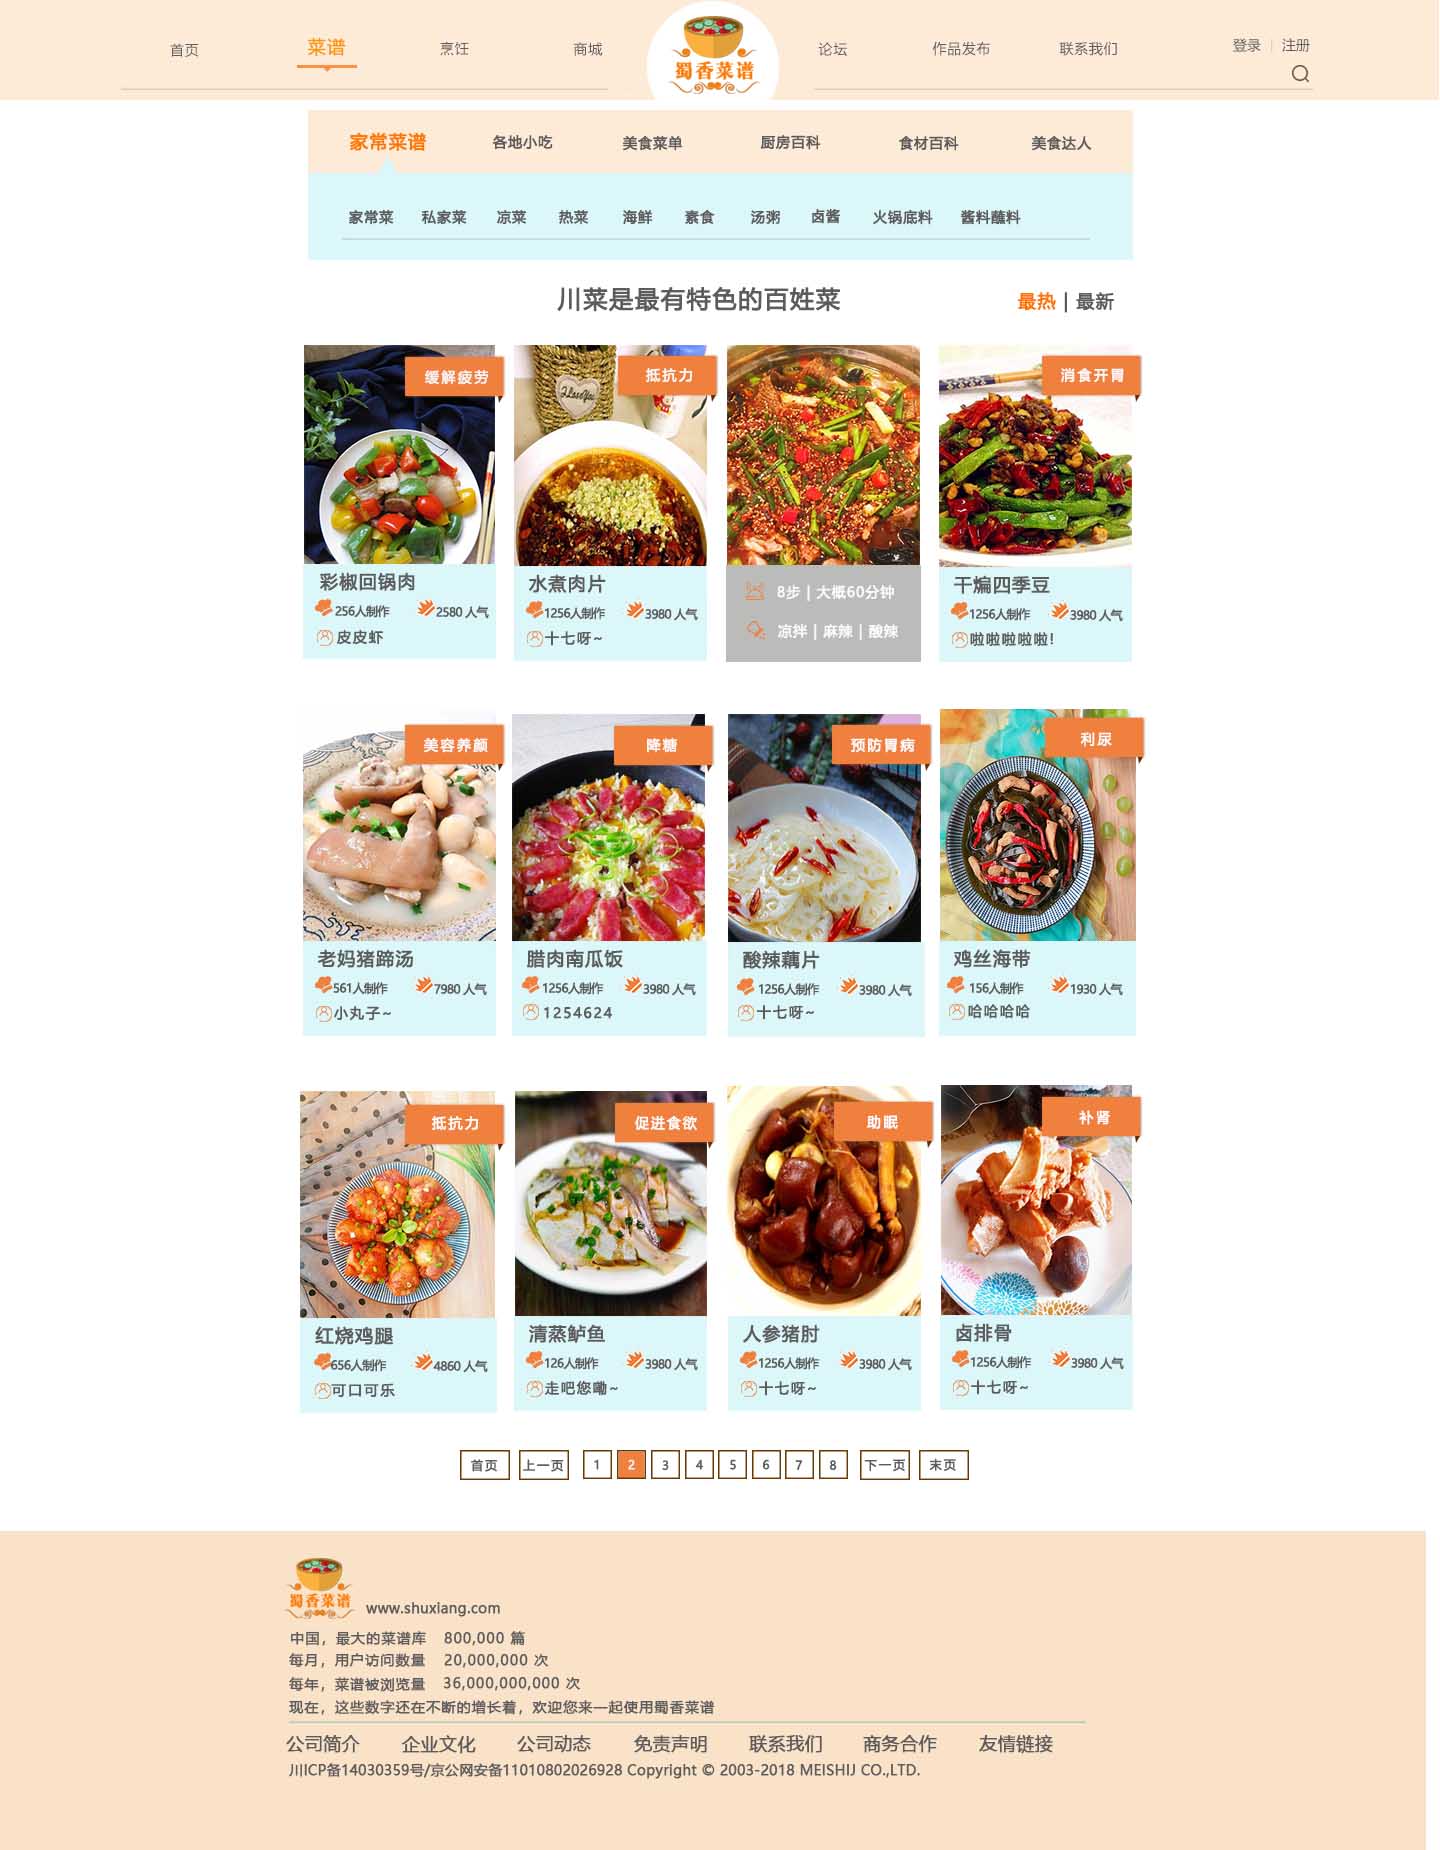 首页 菜谱 烹饪 商城 蜀香菜谱 论坛 作品发布 联系我们 登录 | 注册
家常菜谱 各地小吃 美食菜单 厨房百科 食材百科 美食达人
家常菜 私家菜 凉菜 热菜 海鲜 素食 汤粥 卤酱 火锅底料 酱料蘸料
川菜是最有特色的百姓菜
最热 | 最新
缓解疲劳 抵抗力 消食开胃
彩椒回锅肉 水煮肉片 8步 | 大概60分钟 干煸四季豆
256人制作 2580 人气 1256人制作 3980 人气 1256人制作 3980 人气
皮皮虾 十七呀~ 凉拌 | 麻辣 | 酸辣 啦啦啦啦啦!
美容养颜 降糖 预防胃病 利尿
老妈猪蹄汤 腊肉南瓜饭 酸辣藕片 鸡丝海带
561人制作 7980 人气 1256人制作 3980 人气 1256人制作 3980 人气 156人制作 1930 人气
小丸子~ 1254624 十七呀~ 哈哈哈哈
抵抗力 促进食欲 助眠 补肾
红烧鸡腿 清蒸鲈鱼 人参猪肘 卤排骨
656人制作 4860 人气 126人制作 3980 人气 1256人制作 3980 人气 1256人制作 3980 人气
可口可乐 走吧您嘞~ 十七呀~ 十七呀~
首页 上一页 1 2 3 4 5 6 7 8 下一页 末页
蜀香菜谱 www.shuxiang.com
中国，最大的菜谱库 800,000 篇
每月，用户访问数量 20,000,000 次
每年，菜谱被浏览量 36,000,000,000 次
现在，这些数字还在不断的增长着，欢迎您来一起使用蜀香菜谱
公司简介 企业文化 公司动态 免责声明 联系我们 商务合作 友情链接
川ICP备14030359号/京公网安备11010802026928 Copyright © 2003-2018 MEISHIJ CO.,LTD.